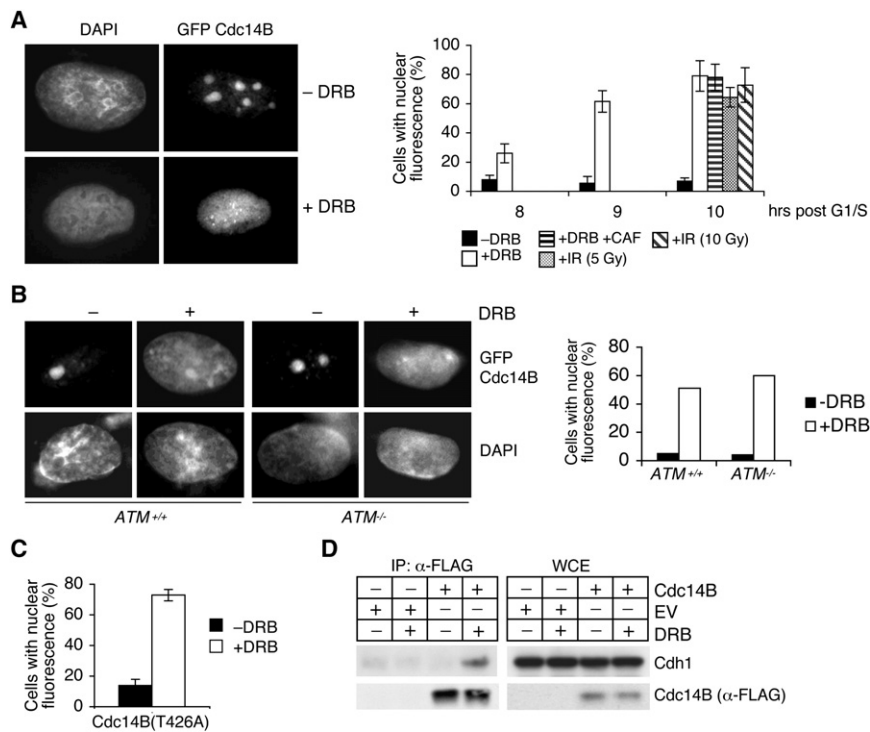 A
DAPI
GFP Cdc14B
– DRB
+ DRB
Cells with nuclear fluorescence (%)
100
80
60
40
20
0
8
9
10
hrs post G1/S
–DRB
+DRB
+DRB +CAF
+IR (5 Gy)
+IR (10 Gy)
B
– + – + DRB
GFP
Cdc14B
DAPI
ATM +/+
ATM -/-
Cells with nuclear
fluorescence (%)
80
60
40
20
0
ATM +/+
ATM -/-
-DRB
+DRB
C
Cells with nuclear
fluorescence (%)
80
60
40
20
0
Cdc14B(T426A)
–DRB
+DRB
D
IP: α-FLAG
WCE
– – + + – – + + Cdc14B
+ + – – + + – – EV
– + – + – + – + DRB
Cdh1
Cdc14B (α-FLAG)